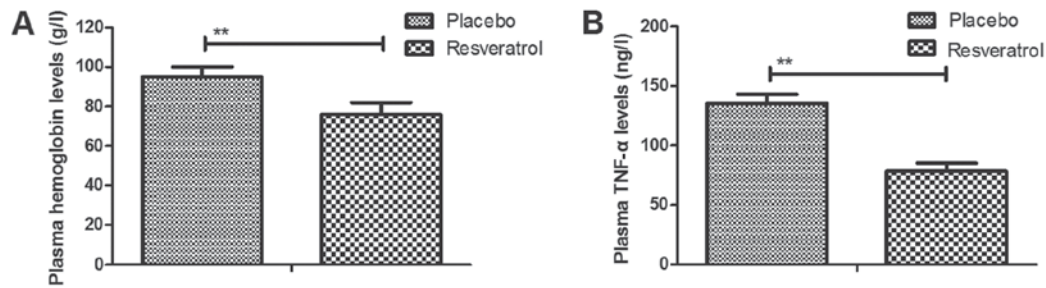 A
Plasma hemoglobin levels (g/l)
120
100
80
60
40
20
0
**
Placebo
Resveratrol
B
Plasma TNF-α levels (ng/l)
200
150
100
50
0
**
Placebo
Resveratrol